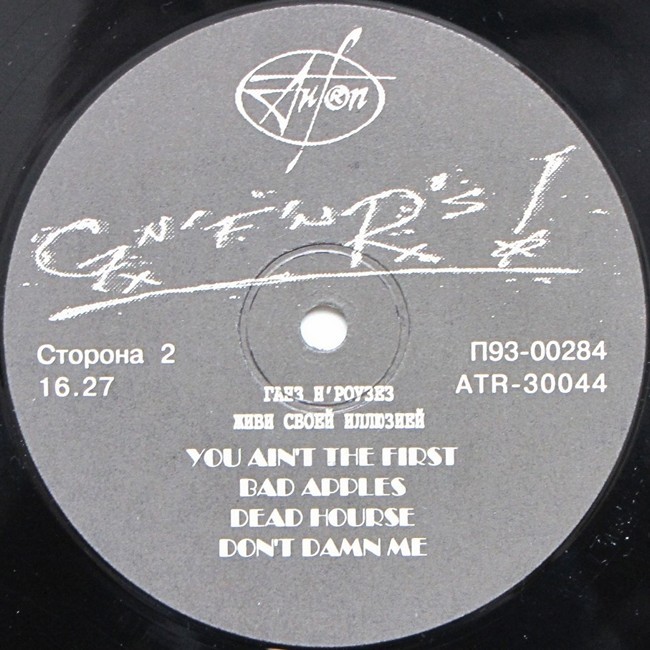 АнТроп
G N' F' N' R'S !
Сторона 2
16.27
П93-00284
ATR-30044
ГАНЗ Н'РОУЗЕЗ
ЖИВИ СВОЕЙ ИЛЛЮЗИЕЙ
YOU AIN'T THE FIRST
BAD APPLES
DEAD HOURSE
DON'T DAMN ME